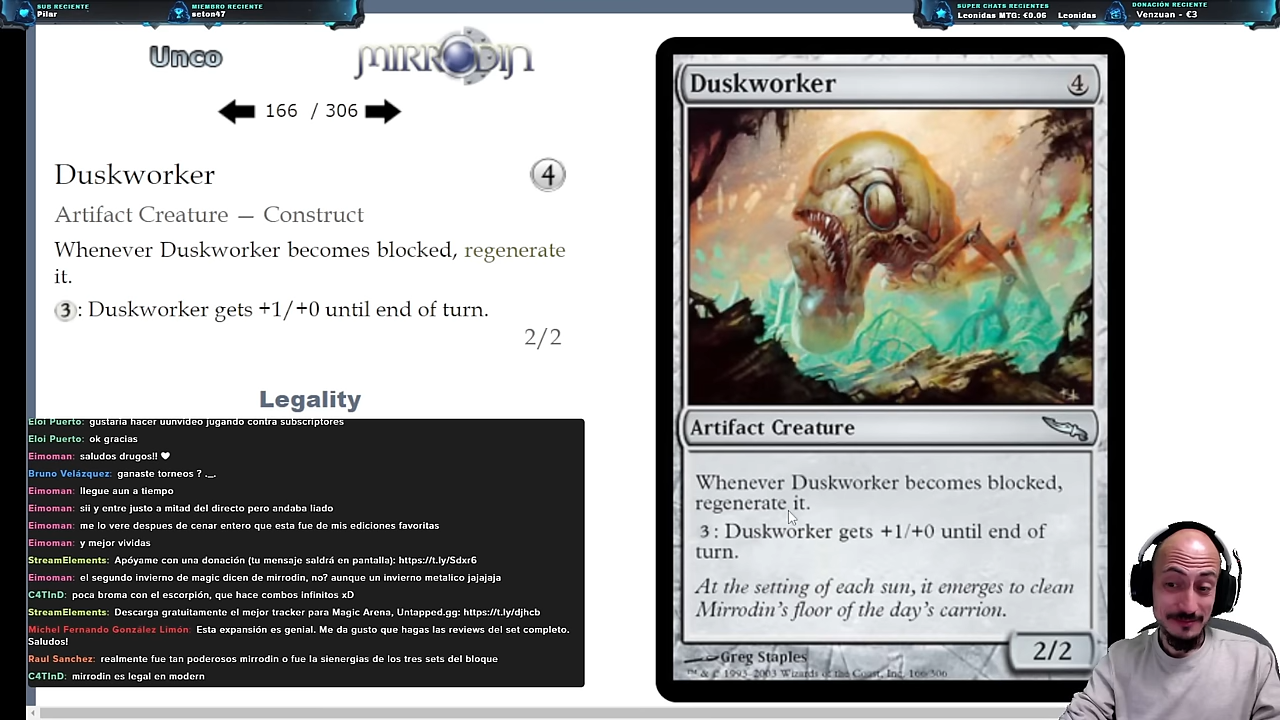 SUB RECIENTE
Pilar
MIEMBRO RECIENTE
seton47
SUPER CHATS RECIENTES
Leonidas MTG: €0.06 Leonidas
DONACIÓN RECIENTE
Venzuan - €3
Unco
MIRRODIN
166 / 306
Duskworker 4
Artifact Creature — Construct
Whenever Duskworker becomes blocked, regenerate
it.
3: Duskworker gets +1/+0 until end of turn.
2/2
Legality
Eloi Puerto: gustaria hacer uunvideo jugando contra subscriptores
Eloi Puerto: ok gracias
Eimoman: saludos drugos!! ❤
Bruno Velázquez: ganaste torneos ? ._.
Eimoman: llegue aun a tiempo
Eimoman: sii y entre justo a mitad del directo pero andaba liado
Eimoman: me lo vere despues de cenar entero que esta fue de mis ediciones favoritas
Eimoman: y mejor vividas
StreamElements: Apóyame con una donación (tu mensaje saldrá en pantalla): https://t.ly/Sdxr6
Eimoman: el segundo invierno de magic dicen de mirrodin, no? aunque un invierno metalico jajajaja
C4TInD: poca broma con el escorpión, que hace combos infinitos xD
StreamElements: Descarga gratuitamente el mejor tracker para Magic Arena, Untapped.gg: https://t.ly/djhcb
Michel Fernando González Limón: Esta expansión es genial. Me da gusto que hagas las reviews del set completo.
Saludos!
Raul Sanchez: realmente fue tan poderosos mirrodin o fue la sienergias de los tres sets del bloque
C4TInD: mirrodin es legal en modern
Duskworker 4
Artifact Creature
Whenever Duskworker becomes blocked,
regenerate it.
3: Duskworker gets +1/+0 until end of
turn.
At the setting of each sun, it emerges to clean
Mirrodin's floor of the day's carrion.
2/2
Greg Staples
™ & © 1993-2003 Wizards of the Coast, Inc. 166/306